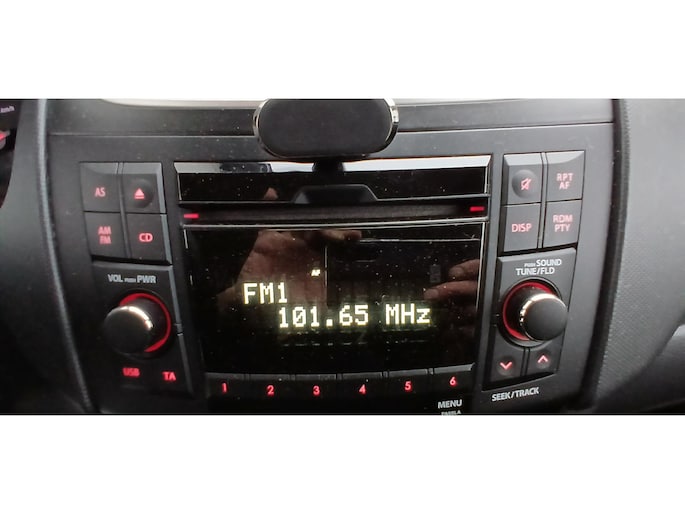 AS
AM
FM
CD
VOL PUSH PWR
USB
TA
AF
FM1
101.65 MHz
1 2 3 4 5 6
MENU
RPT
AF
DISP
RDM
PTY
PUSH SOUND
TUNE/FLD
SEEK/TRACK